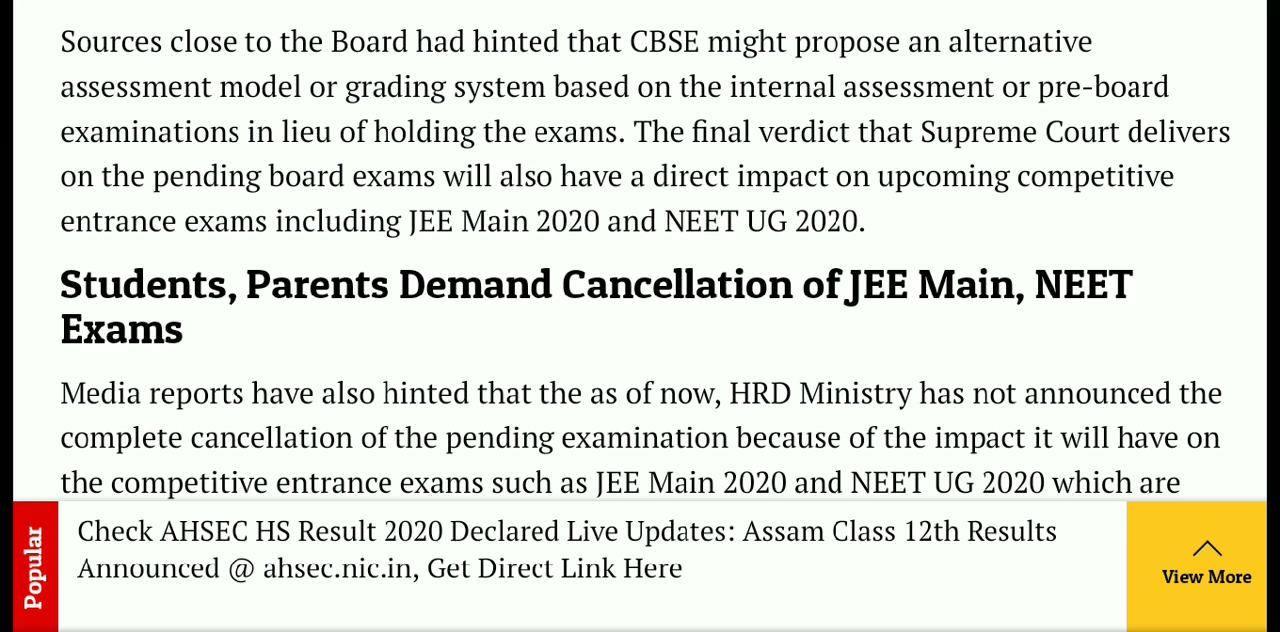 Sources close to the Board had hinted that CBSE might propose an alternative
assessment model or grading system based on the internal assessment or pre-board
examinations in lieu of holding the exams. The final verdict that Supreme Court delivers
on the pending board exams will also have a direct impact on upcoming competitive
entrance exams including JEE Main 2020 and NEET UG 2020.
Students, Parents Demand Cancellation of JEE Main, NEET
Exams
Media reports have also hinted that the as of now, HRD Ministry has not announced the
complete cancellation of the pending examination because of the impact it will have on
the competitive entrance exams such as JEE Main 2020 and NEET UG 2020 which are
Popular
Check AHSEC HS Result 2020 Declared Live Updates: Assam Class 12th Results
Announced @ ahsec.nic.in, Get Direct Link Here
View More